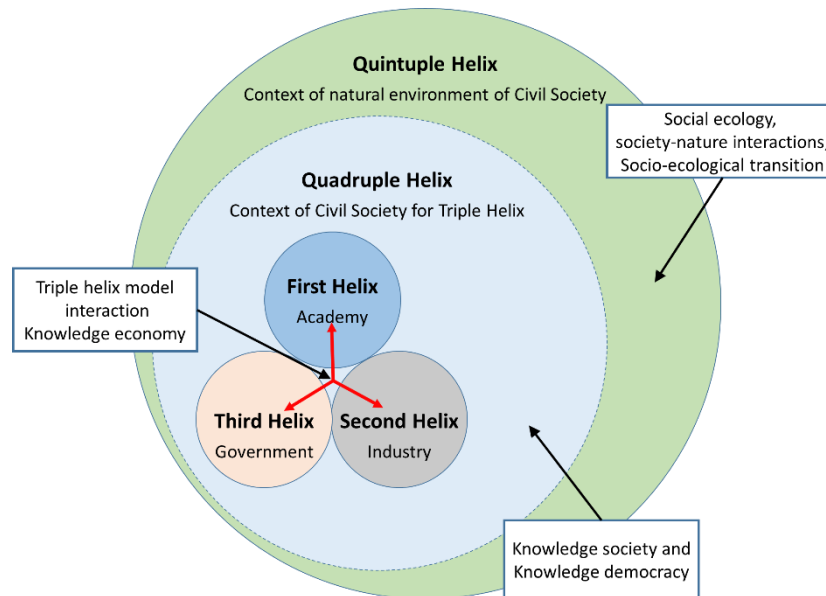 Quintuple Helix
Context of natural environment of Civil Society
Social ecology,
society-nature interactions,
Socio-ecological transition
Quadruple Helix
Context of Civil Society for Triple Helix
Triple helix model
interaction
Knowledge economy
First Helix
Academy
Third Helix
Government
Second Helix
Industry
Knowledge society and
Knowledge democracy